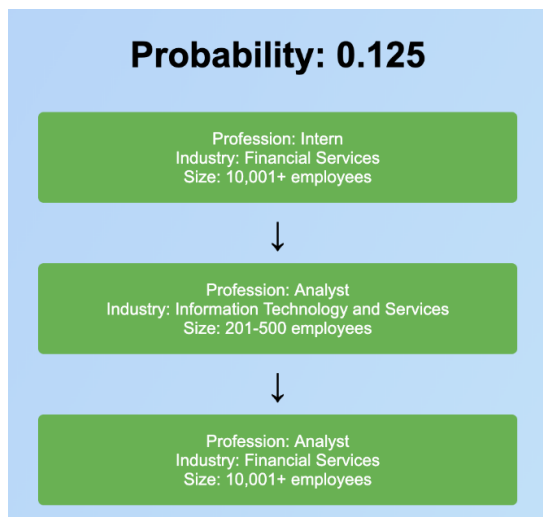 Probability: 0.125
Profession: Intern
Industry: Financial Services
Size: 10,001+ employees
↓
Profession: Analyst
Industry: Information Technology and Services
Size: 201-500 employees
↓
Profession: Analyst
Industry: Financial Services
Size: 10,001+ employees